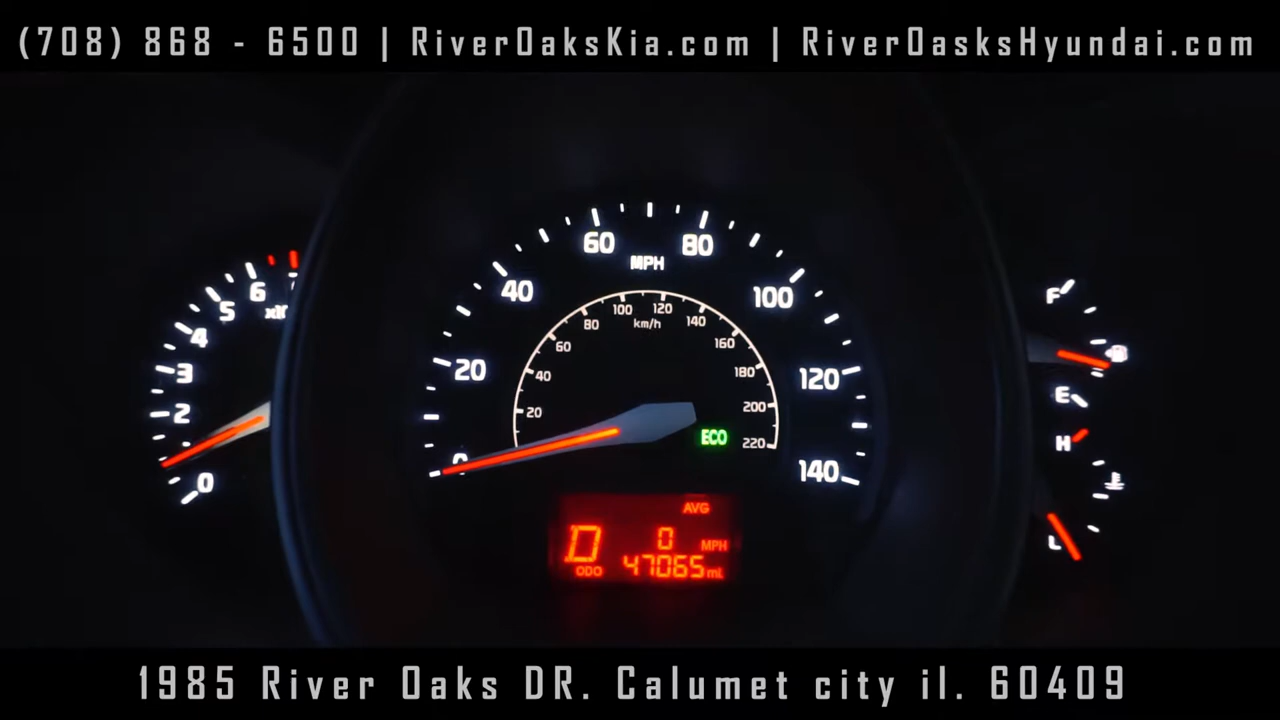 (708) 868 - 6500 | RiverOaksKia.com | RiverOasksHyundai.com
60 80
MPH
40 100
20 120
0 140
100 120
80 km/h 140
60 160
40 180
20 200
220
ECO
6
5
4
3
2
0
F
E
H
L
AVG
D 0 MPH
ODO 47065 mi
1985 River Oaks DR. Calumet city il. 60409